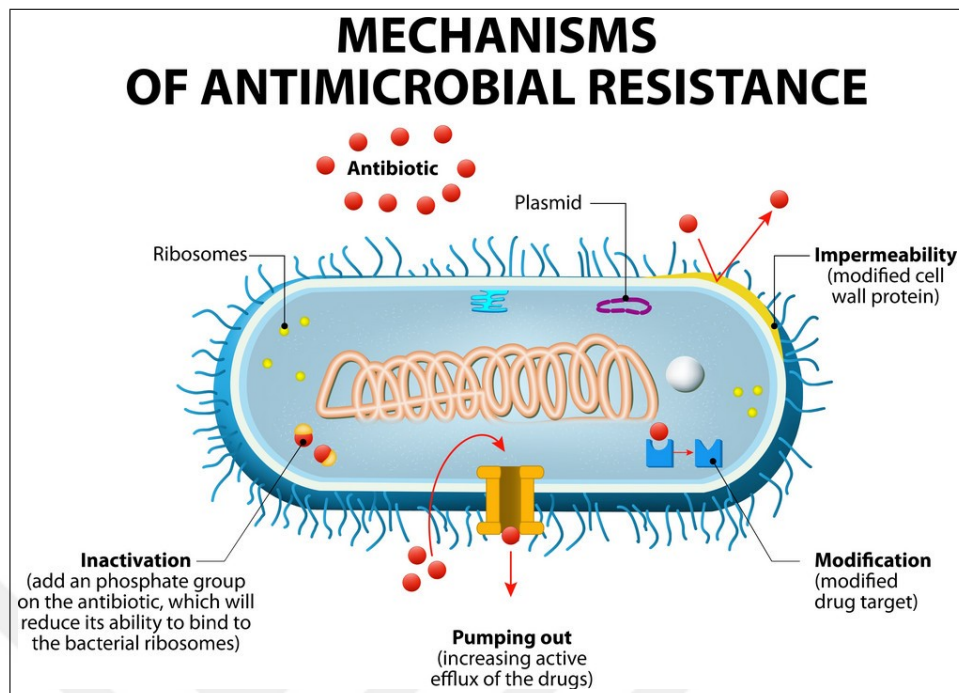 MECHANISMS
OF ANTIMICROBIAL RESISTANCE
Antibiotic
Plasmid
Ribosomes
Impermeability
(modified cell
wall protein)
Inactivation
(add an phosphate group
on the antibiotic, which will
reduce its ability to bind to
the bacterial ribosomes)
Pumping out
(increasing active
efflux of the drugs)
Modification
(modified
drug target)